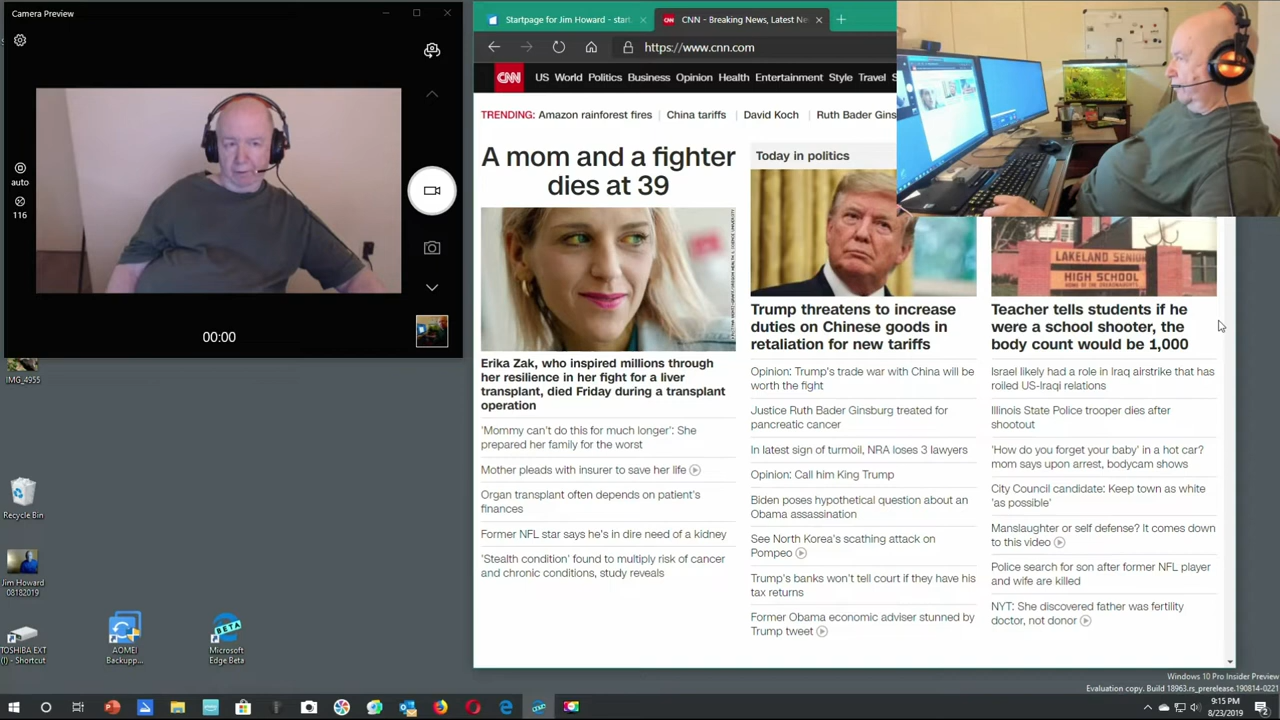 Camera Preview
auto
116
00:00
Startpage for Jim Howard - start.
CNN - Breaking News, Latest Ne
https://www.cnn.com
CNN
US World Politics Business Opinion Health Entertainment Style Travel
TRENDING: Amazon rainforest fires China tariffs David Koch Ruth Bader Gins
A mom and a fighter
dies at 39
Erika Zak, who inspired millions through
her resilience in her fight for a liver
transplant, died Friday during a transplant
operation
'Mommy can't do this for much longer': She
prepared her family for the worst
Mother pleads with insurer to save her life
Organ transplant often depends on patient's
finances
Former NFL star says he's in dire need of a kidney
'Stealth condition' found to multiply risk of cancer
and chronic conditions, study reveals
Today in politics
Trump threatens to increase
duties on Chinese goods in
retaliation for new tariffs
Opinion: Trump's trade war with China will be
worth the fight
Justice Ruth Bader Ginsburg treated for
pancreatic cancer
In latest sign of turmoil, NRA loses 3 lawyers
Opinion: Call him King Trump
Biden poses hypothetical question about an
Obama assassination
See North Korea's scathing attack on
Pompeo
Trump's banks won't tell court if they have his
tax returns
Former Obama economic adviser stunned by
Trump tweet
LAKELAND SENIOR
HIGH SCHOOL
Teacher tells students if he
were a school shooter, the
body count would be 1,000
Israel likely had a role in Iraq airstrike that has
roiled US-Iraqi relations
Illinois State Police trooper dies after
shootout
'How do you forget your baby' in a hot car?
mom says upon arrest, bodycam shows
City Council candidate: Keep town as white
'as possible'
Manslaughter or self defense? It comes down
to this video
Police search for son after former NFL player
and wife are killed
NYT: She discovered father was fertility
doctor, not donor
IMG_4955
Recycle Bin
Jim Howard
08182019
TOSHIBA EXT
(I) - Shortcut
AOMEI
Backupp...
BETA
Microsoft
Edge Beta
Windows 10 Pro Insider Preview
Evaluation copy. Build 18963.rs_prerelease.190814-0221
9:15 PM
8/23/2019
2